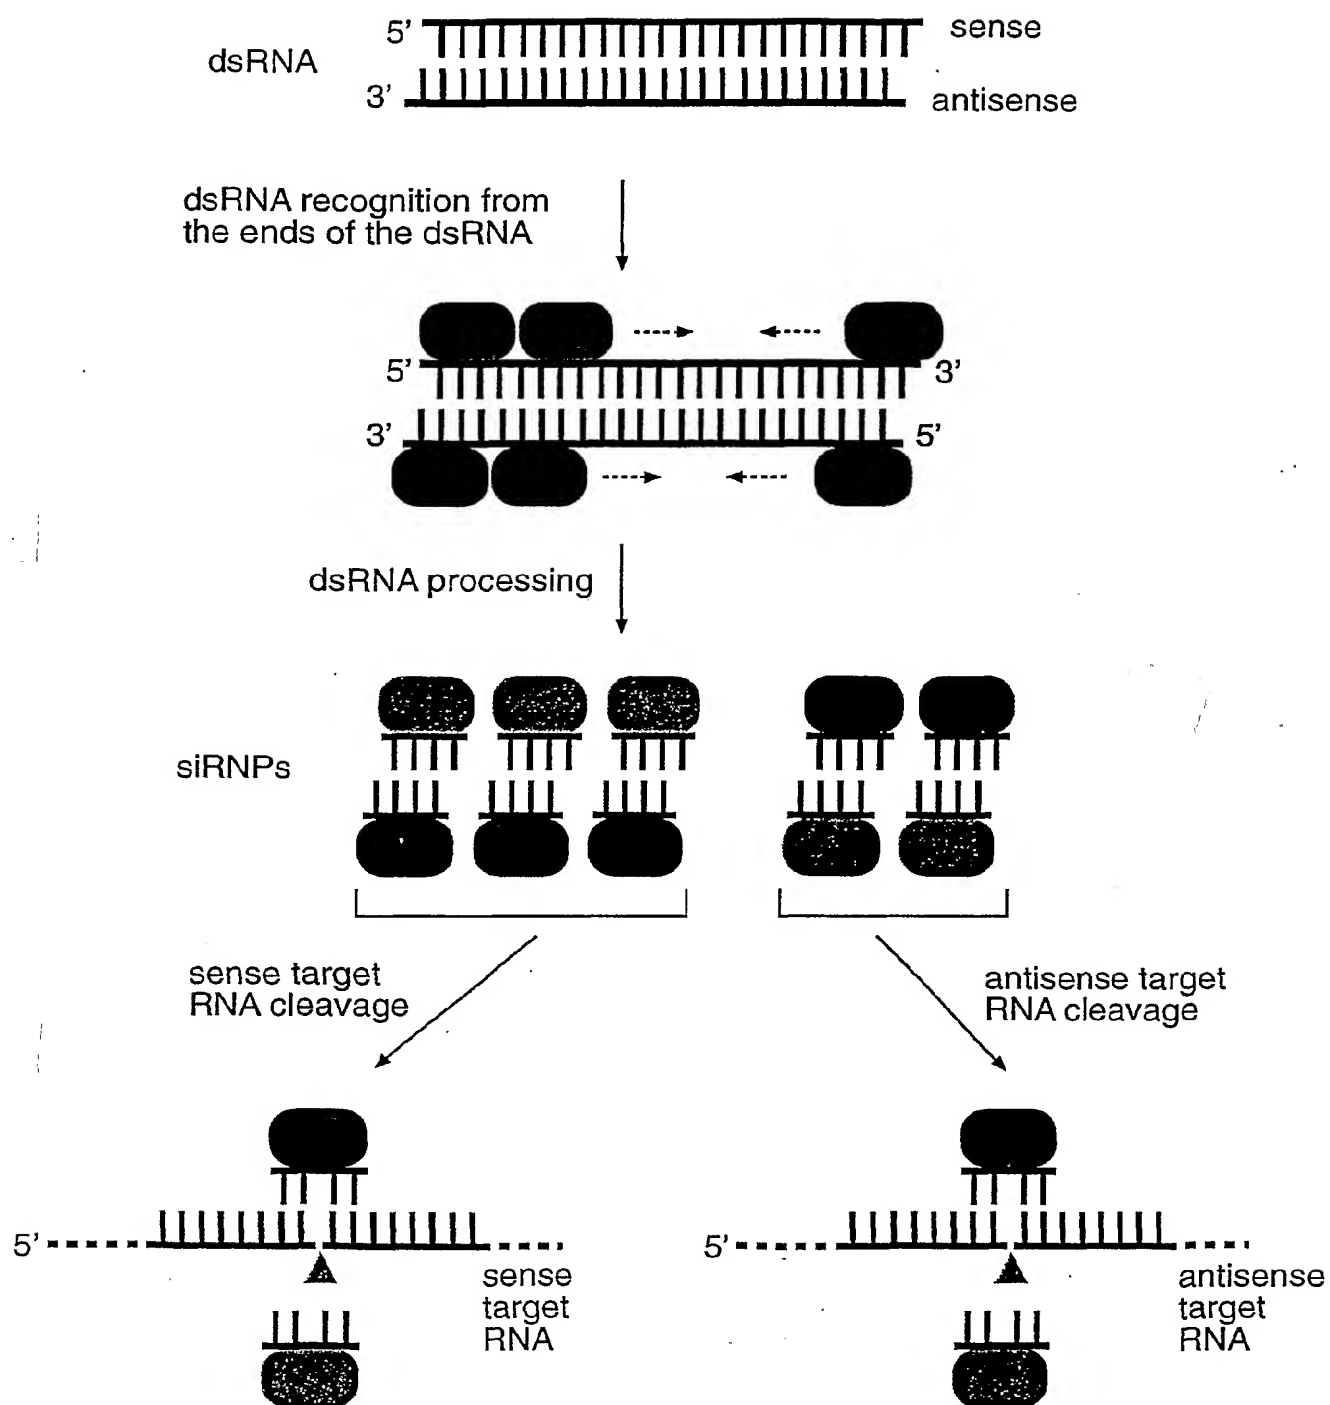 5’
sense
dsRNA
3’
antisense
dsRNA recognition from
the ends of the dsRNA
5’
3’
3’
5’
dsRNA processing
siRNPs
sense target
RNA cleavage
antisense target
RNA cleavage
5’
sense
target
RNA
5’
antisense
target
RNA